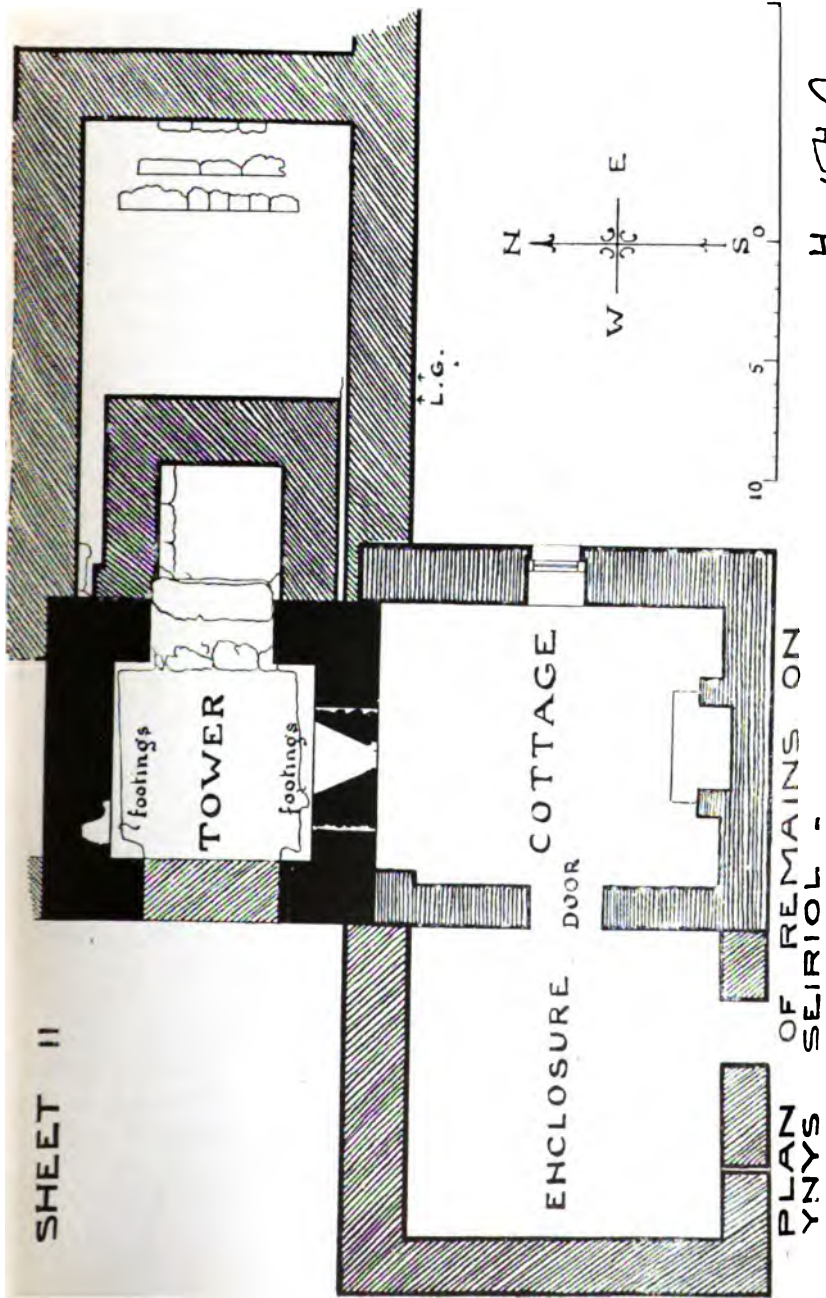 SHEET 11
footings
TOWER
footings
N
W E
S
L.G.
COTTAGE
DOOR
ENCLOSURE
10 5 0
PLAN OF REMAINS ON
YNYS SEIRIOL -